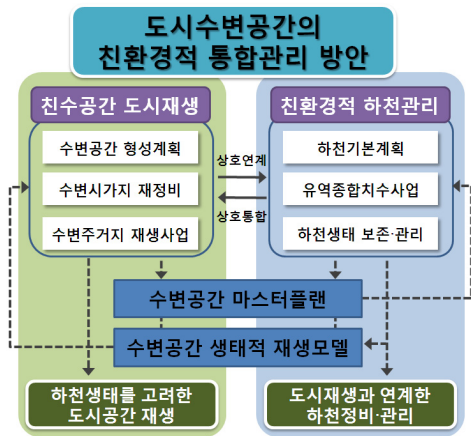 도시수변공간의
친환경적 통합관리 방안
친수공간 도시재생
친환경적 하천관리
수변공간 형성계획
수변시가지 재정비
수변주거지 재생사업
상호연계
상호통합
하천기본계획
유역종합치수사업
하천생태 보존·관리
수변공간 마스터플랜
수변공간 생태적 재생모델
하천생태를 고려한
도시공간 재생
도시재생과 연계한
하천정비·관리